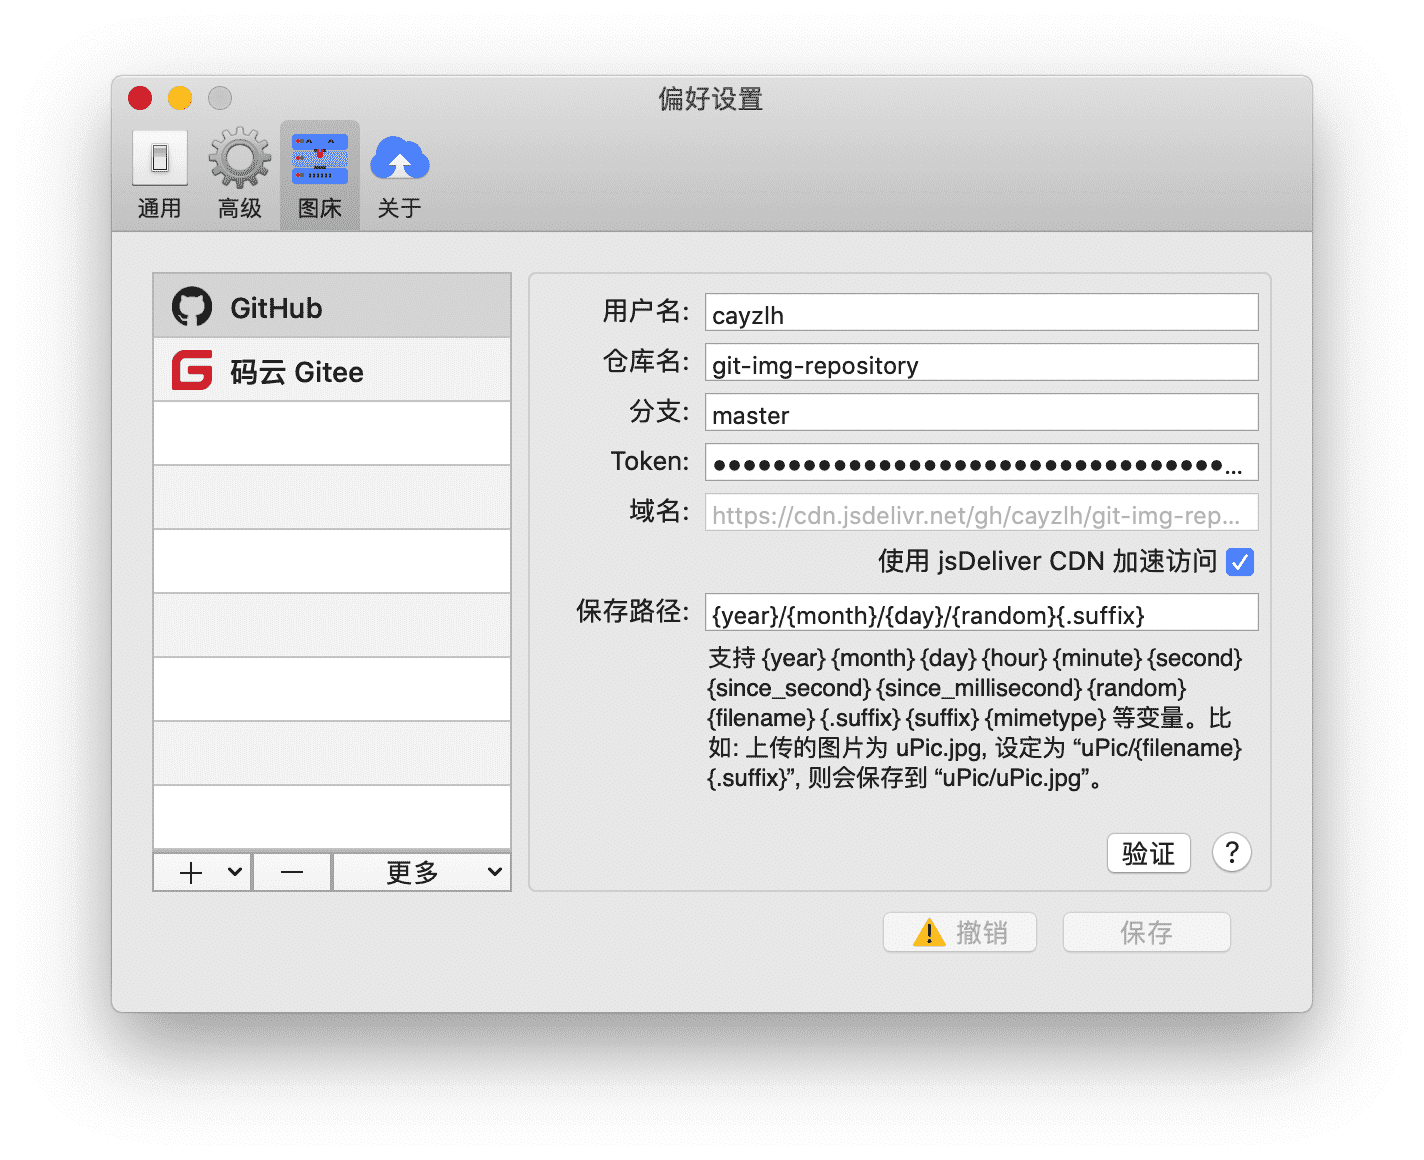 偏好设置
通用
高级
图床
关于
GitHub
码云 Gitee
更多
用户名:
cayzlh
仓库名:
git-img-repository
分支:
master
Token:
●●●●●●●●●●●●●●●●●●●●●●●●●●●●●●●●●●...
域名:
https://cdn.jsdelivr.net/gh/cayzlh/git-img-rep...
使用 jsDeliver CDN 加速访问
保存路径:
{year}/{month}/{day}/{random}{.suffix}
支持 {year} {month} {day} {hour} {minute} {second}
{since_second} {since_millisecond} {random}
{filename} {.suffix} {suffix} {mimetype} 等变量。比
如: 上传的图片为 uPic.jpg, 设定为 “uPic/{filename}
{.suffix}”, 则会保存到 “uPic/uPic.jpg”。
验证
?
撤销
保存